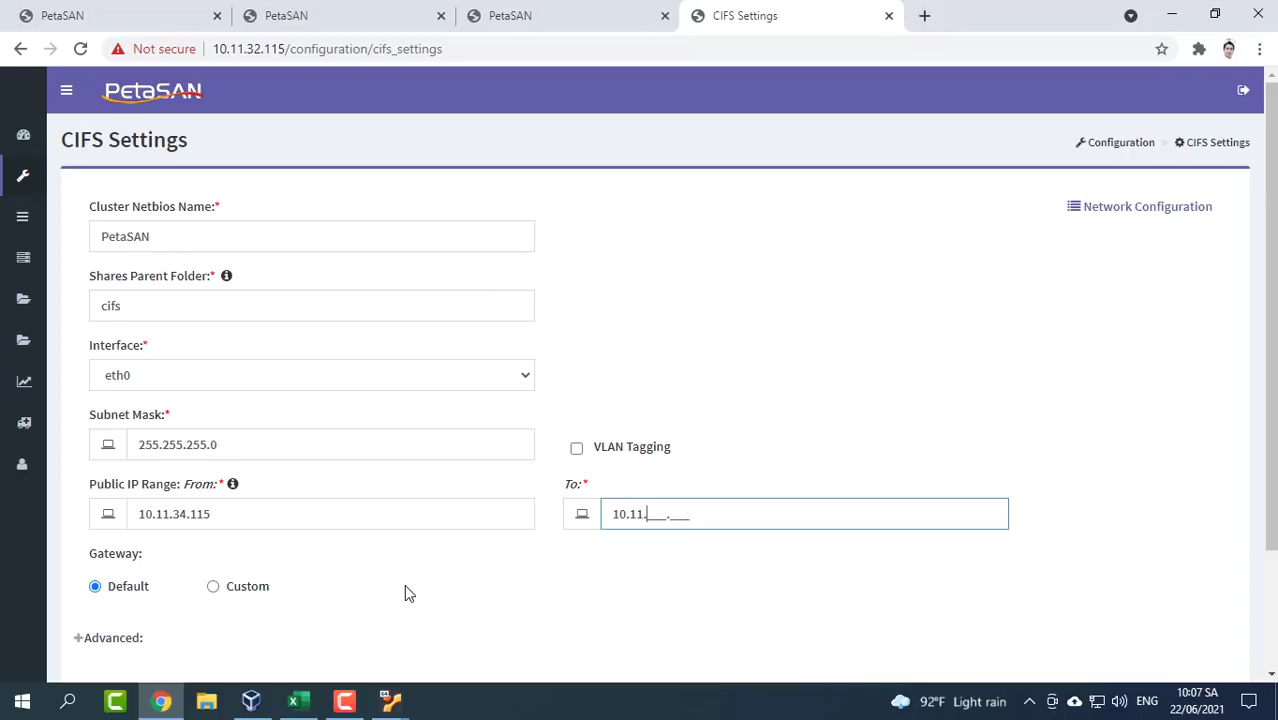 PetaSAN
PetaSAN
PetaSAN
CIFS Settings
Not secure
10.11.32.115/configuration/cifs_settings
PetaSAN
CIFS Settings
Configuration > CIFS Settings
Cluster Netbios Name:*
Network Configuration
PetaSAN
Shares Parent Folder:*
cifs
Interface:*
eth0
Subnet Mask:*
255.255.255.0
VLAN Tagging
Public IP Range: From: *
To: *
10.11.34.115
10.11.___.___
Gateway:
Default
Custom
+Advanced:
92°F Light rain
ENG
10:07 SA
22/06/2021